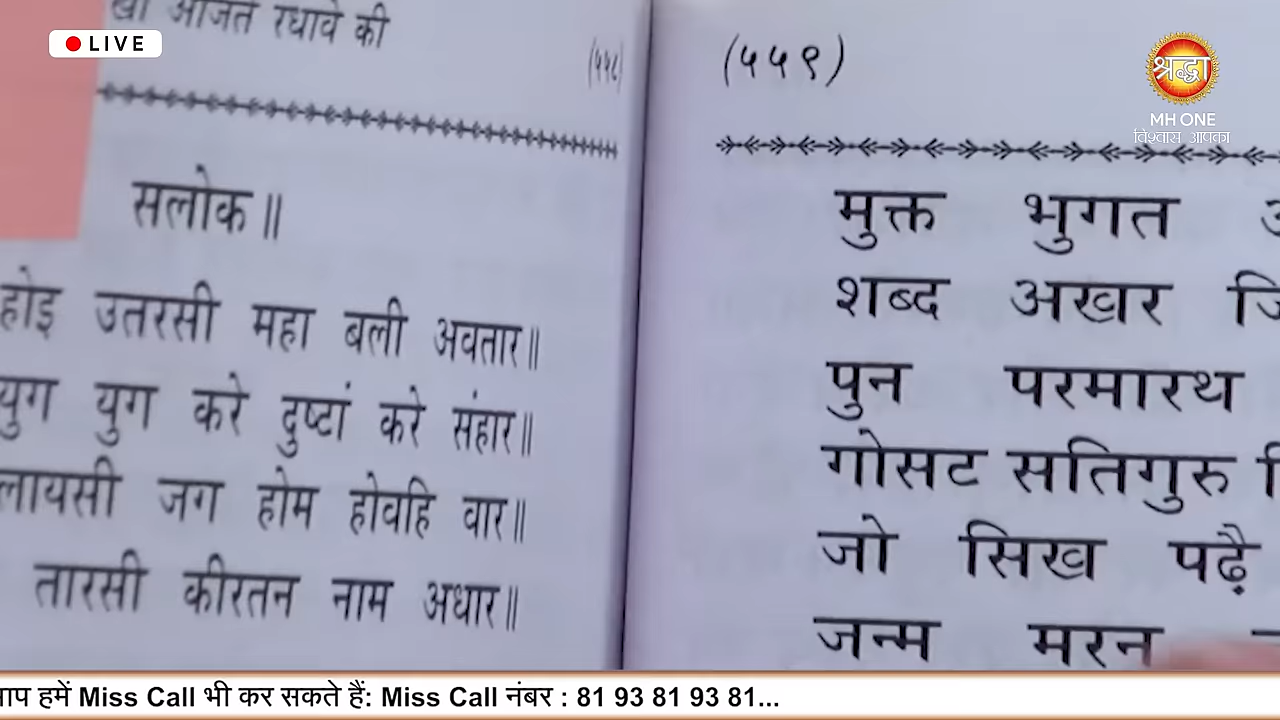 LIVE
श्रद्धा
MH ONE
विश्वास आपका
रधावे की
(५५८)
सलोक॥
होइ उतरसी महा बली अवतार॥
युग युग करे दुष्टां करे संहार॥
लायसी जग होम होवहि वार॥
तारसी कीरतन नाम अधार॥
(५५९)
मुक्त भुगत
शब्द अखर
पुन परमारथ
गोसट सतिगुरु
जो सिख पढ़ै
जन्म मरन
हमें Miss Call भी कर सकते हैं: Miss Call नंबर : 81 93 81 93 81...